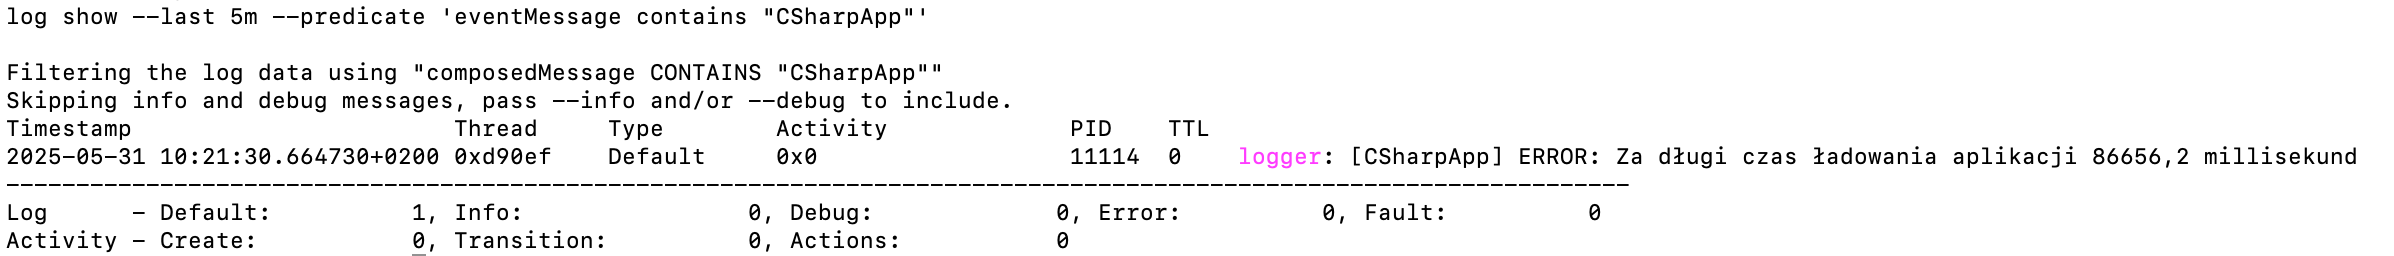 log show --last 5m --predicate 'eventMessage contains "CSharpApp"'
Filtering the log data using "composedMessage CONTAINS "CSharpApp""
Skipping info and debug messages, pass --info and/or --debug to include.
Timestamp                       Thread     Type        Activity             PID    TTL
2025-05-31 10:21:30.664730+0200 0xd90ef    Default     0x0                  11114  0    logger: [CSharpApp] ERROR: Za długi czas ładowania aplikacji 86656,2 millisekund
--------------------------------------------------------------------------------------------------------------------
Log      - Default:          1, Info:                0, Debug:             0, Error:          0, Fault:          0
Activity - Create:           0, Transition:          0, Actions:           0